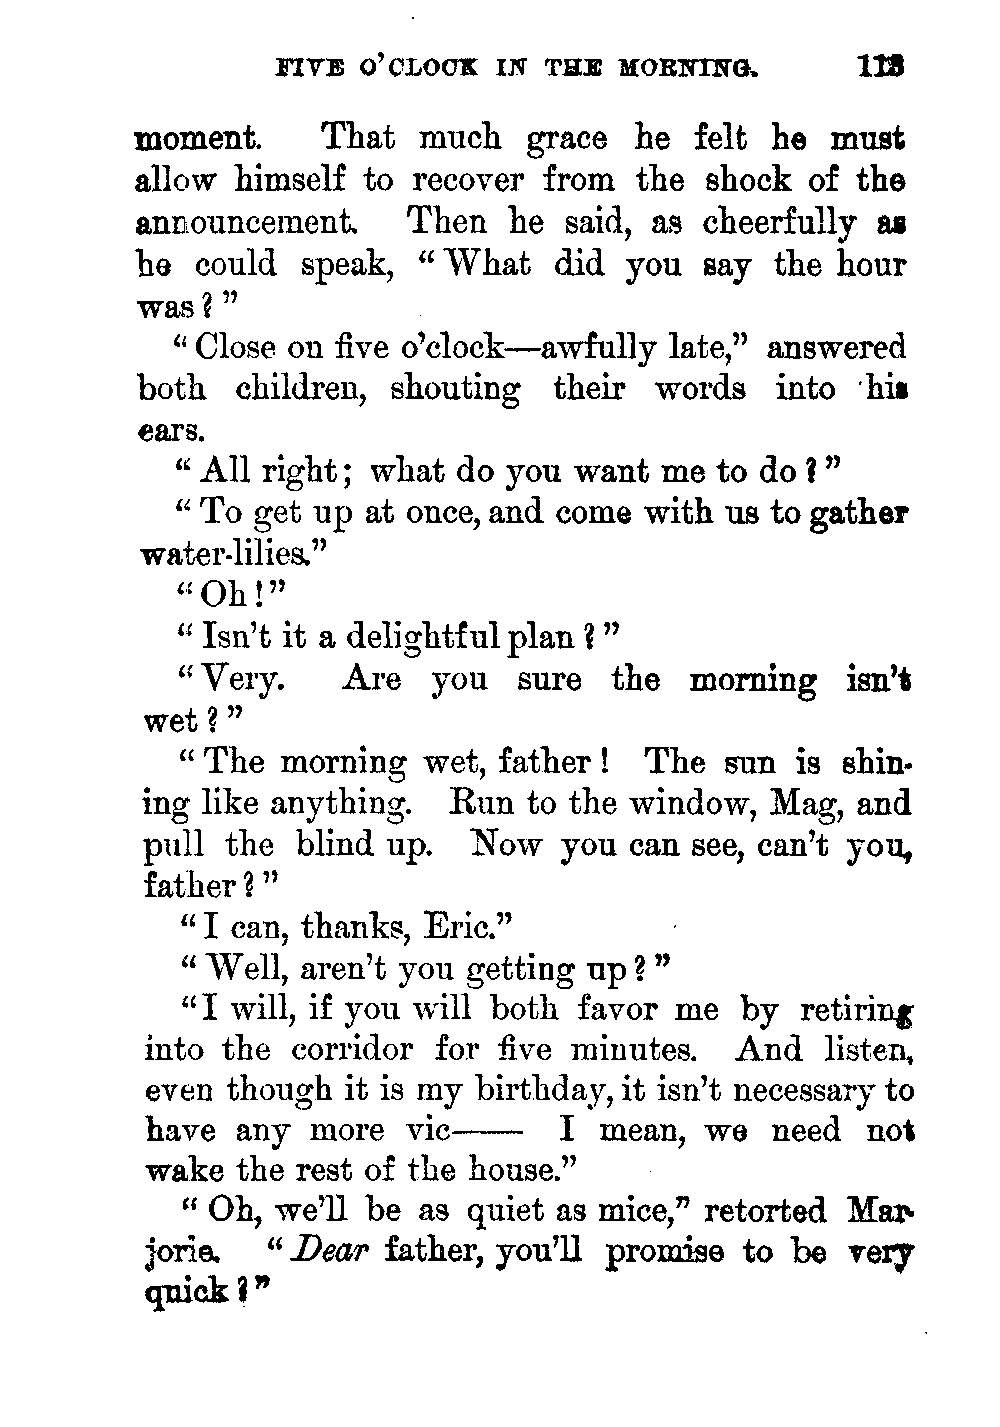 FIVE O'CLOCK IN THE MORNING. 113
moment. That much grace he felt he must
allow himself to recover from the shock of the
announcement. Then he said, as cheerfully as
he could speak, “What did you say the hour
was?”
“Close on five o'clock—awfully late,” answered
both children, shouting their words into his
ears.
“All right; what do you want me to do?”
“To get up at once, and come with us to gather
water-lilies.”
“Oh!”
“Isn't it a delightful plan?”
“Very. Are you sure the morning isn't
wet?”
“The morning wet, father! The sun is shin-
ing like anything. Run to the window, Mag, and
pull the blind up. Now you can see, can't you,
father?”
“I can, thanks, Eric.”
“Well, aren't you getting up?”
“I will, if you will both favor me by retiring
into the corridor for five minutes. And listen,
even though it is my birthday, it isn't necessary to
have any more vic—— I mean, we need not
wake the rest of the house.”
“Oh, we'll be as quiet as mice,” retorted Mar-
jorie. “Dear father, you'll promise to be very
quick?”